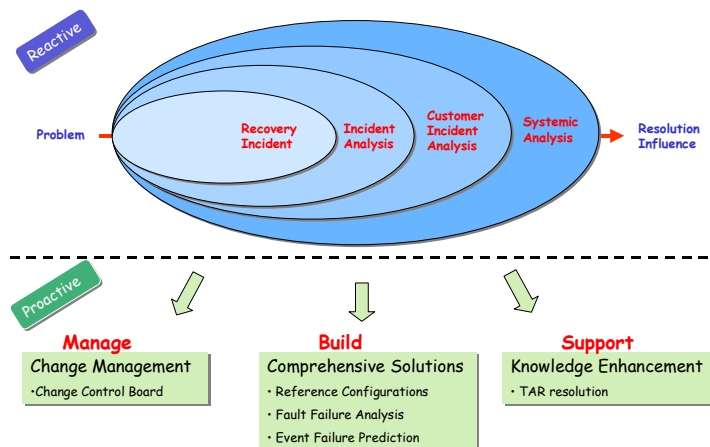 Reactive
Problem
Recovery
Incident
Incident
Analysis
Customer
Incident
Analysis
Systemic
Analysis
Resolution
Influence
Proactive
Manage
Change Management
•Change Control Board
Build
Comprehensive Solutions
• Reference Configurations
• Fault Failure Analysis
• Event Failure Prediction
Support
Knowledge Enhancement
• TAR resolution